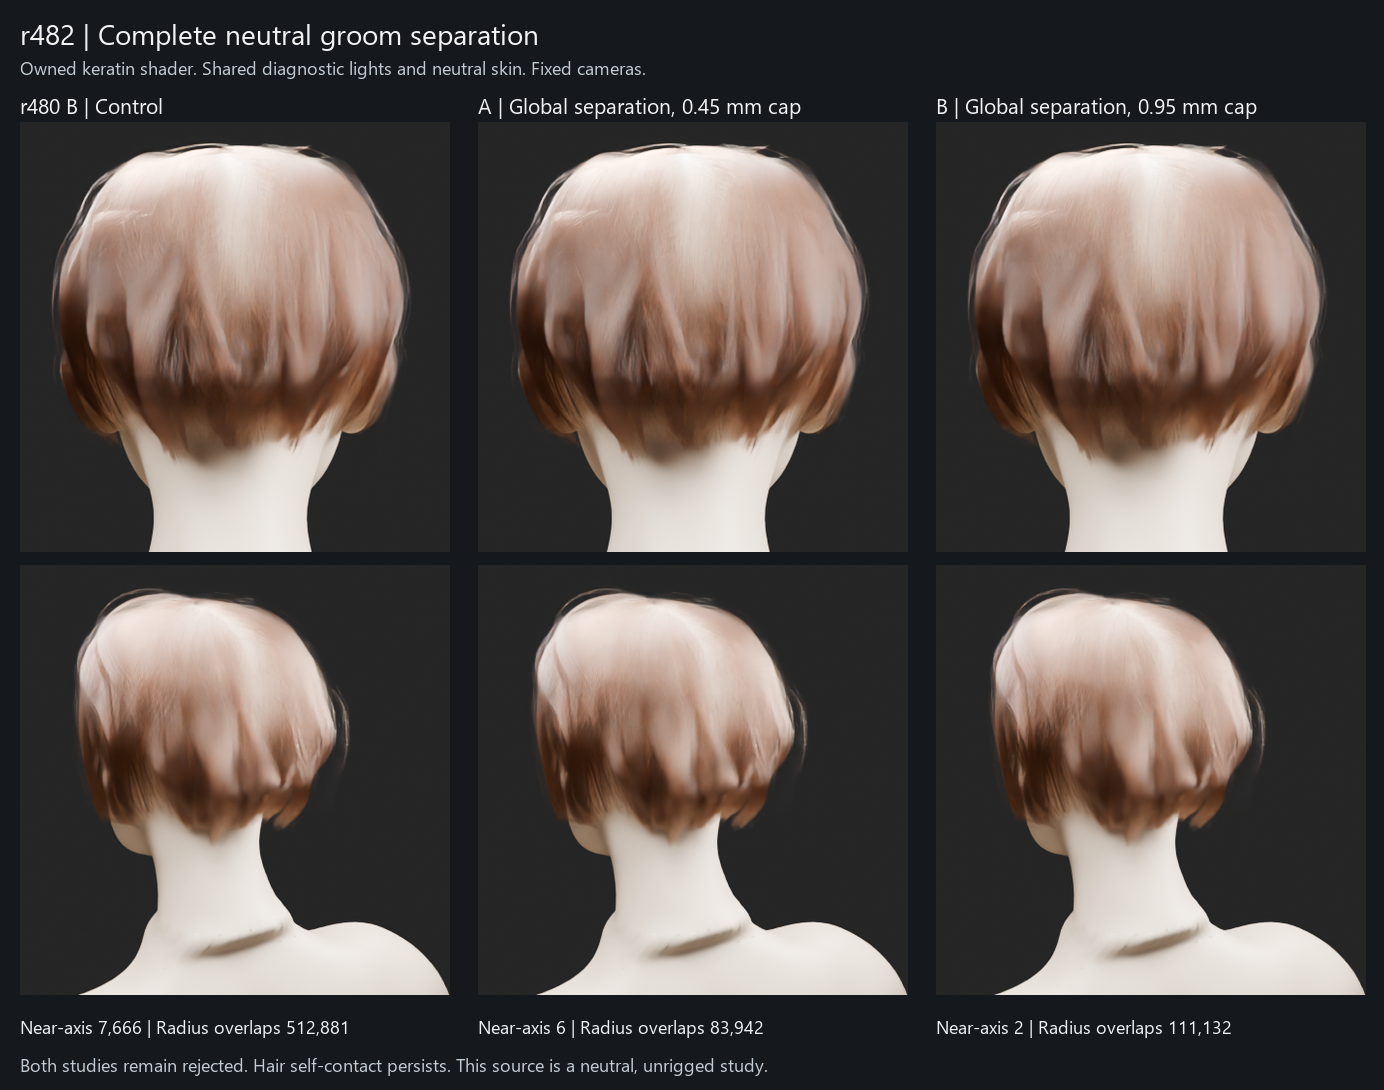 r482 | Complete neutral groom separation
Owned keratin shader. Shared diagnostic lights and neutral skin. Fixed cameras.
r480 B | Control
A | Global separation, 0.45 mm cap
B | Global separation, 0.95 mm cap
Near-axis 7,666 | Radius overlaps 512,881
Near-axis 6 | Radius overlaps 83,942
Near-axis 2 | Radius overlaps 111,132
Both studies remain rejected. Hair self-contact persists. This source is a neutral, unrigged study.